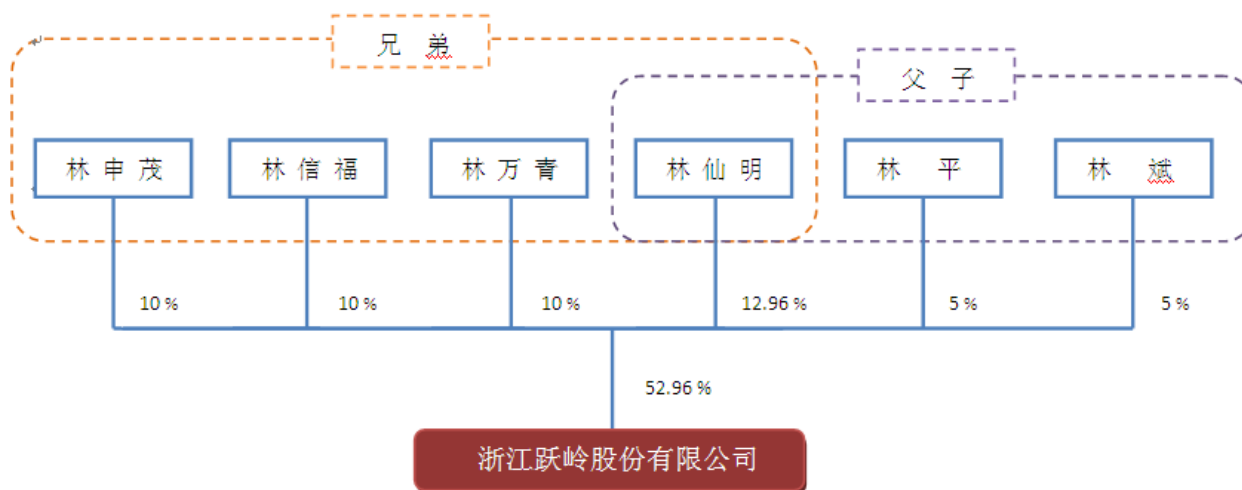 兄 弟
父 子
林 申 茂
林 信 福
林 万 青
林 仙 明
林 平
林 斌
10 %
10 %
10 %
12.96 %
5 %
5 %
52.96 %
浙江跃岭股份有限公司